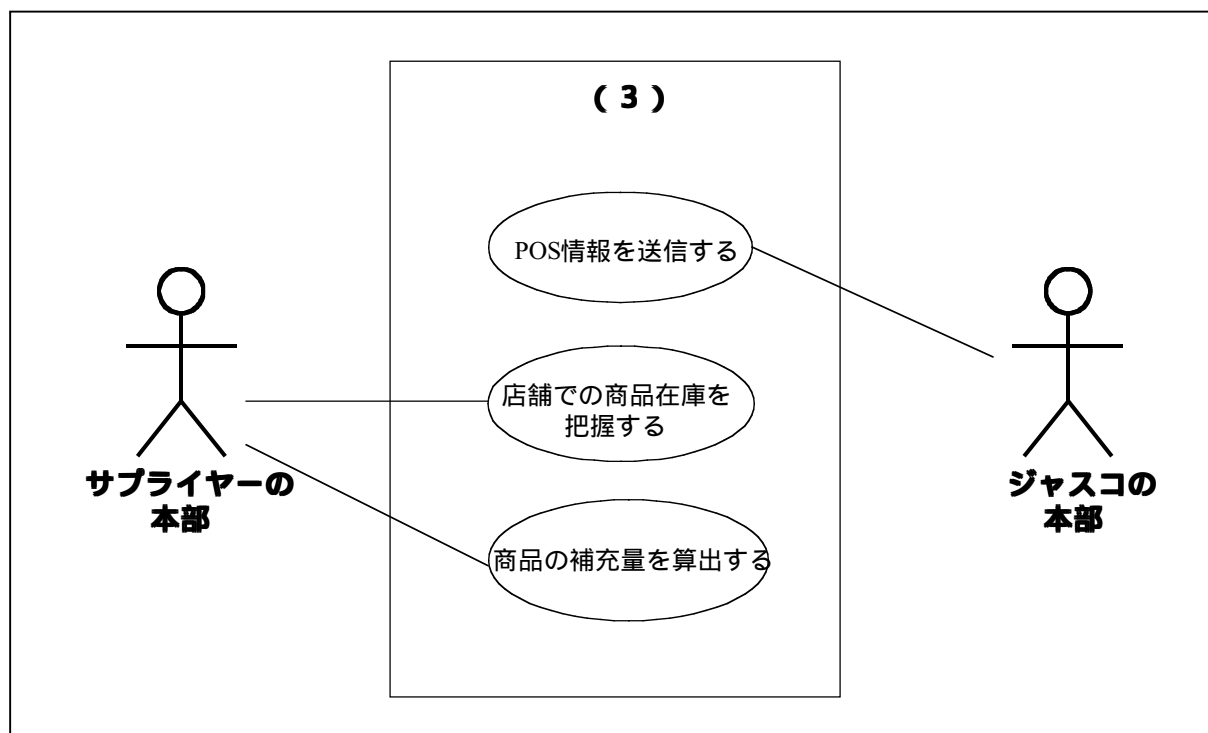 (3)
POS情報を送信する
店舗での商品在庫を
把握する
商品の補充量を算出する
サプライヤーの
本部
ジャスコの
本部